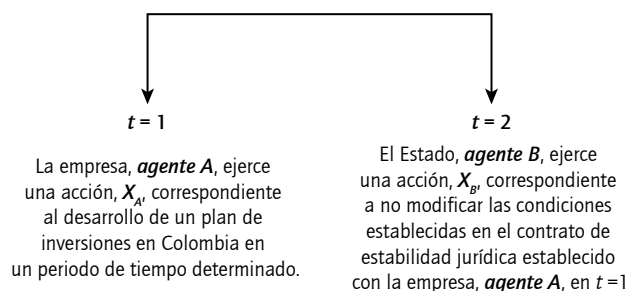 t = 1
La empresa, agente A, ejerce
una acción, X_A, correspondiente
al desarrollo de un plan de
inversiones en Colombia en
un periodo de tiempo determinado.
t = 2
El Estado, agente B, ejerce
una acción, X_B, correspondiente
a no modificar las condiciones
establecidas en el contrato de
estabilidad jurídica establecido
con la empresa, agente A, en t =1